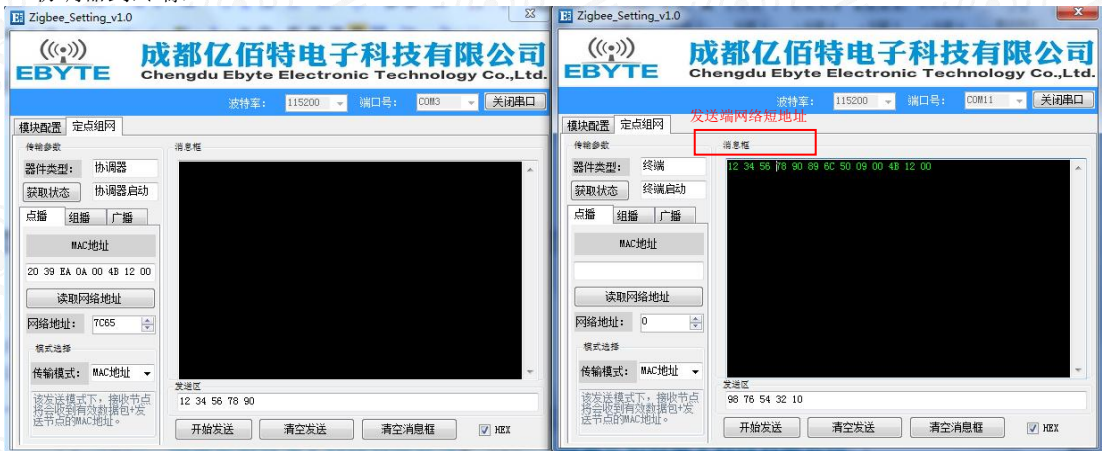 Zigbee_Setting_v1.0
EBYTE
成都亿佰特电子科技有限公司
Chengdu Ebyte Electronic Technology Co.,Ltd.
波特率: 115200 端口号: COM3 关闭串口
模块配置 定点组网
传输参数
器件类型: 协调器
获取状态 协调器启动
点播 组播 广播
MAC地址
20 39 EA 0A 00 4B 12 00
读取网络地址
网络地址: 7C65
模式选择
传输模式: MAC地址
该发送模式下,接收节点
将会收到有效数据包+发
送节点的MAC地址。
消息框
发送区
12 34 56 78 90
开始发送 清空发送 清空消息框 HEX
Zigbee_Setting_v1.0
EBYTE
成都亿佰特电子科技有限公司
Chengdu Ebyte Electronic Technology Co.,Ltd.
波特率: 115200 端口号: COM11 关闭串口
发送端网络短地址
模块配置 定点组网
传输参数
器件类型: 终端
获取状态 终端启动
点播 组播 广播
MAC地址
读取网络地址
网络地址: 0
模式选择
传输模式: MAC地址
该发送模式下,接收节点
将会收到有效数据包+发
送节点的MAC地址。
消息框
12 34 56 78 90 89 6C 50 09 00 4B 12 00
发送区
98 76 54 32 10
开始发送 清空发送 清空消息框 HEX